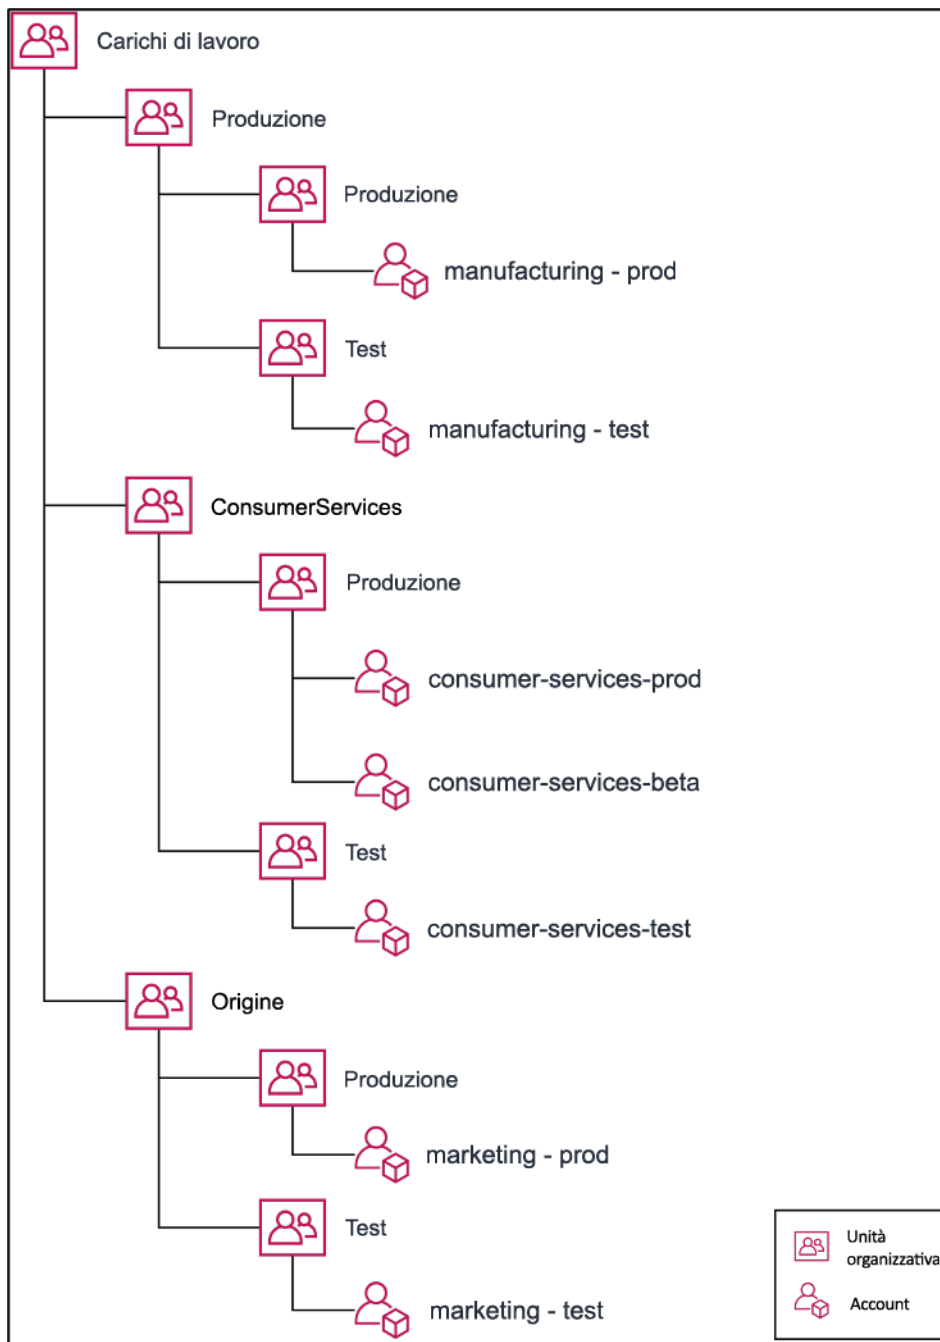 Carichi di lavoro
Produzione
Produzione
manufacturing - prod
Test
manufacturing - test
ConsumerServices
Produzione
consumer-services-prod
consumer-services-beta
Test
consumer-services-test
Origine
Produzione
marketing - prod
Test
marketing - test
Unità
organizzativa
Account